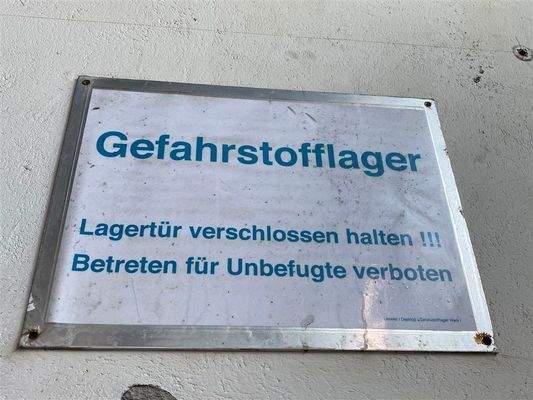 Gefahrstofflager
Lagertür verschlossen halten !!!
Betreten für Unbefugte verboten